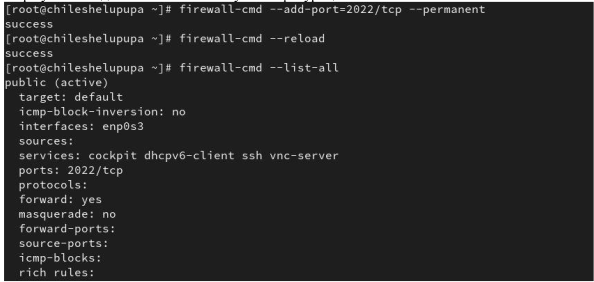 [root@chileshelupupa ~]# firewall-cmd --add-port=2022/tcp --permanent
success
[root@chileshelupupa ~]# firewall-cmd --reload
success
[root@chileshelupupa ~]# firewall-cmd --list-all
public (active)
  target: default
  icmp-block-inversion: no
  interfaces: enp0s3
  sources:
  services: cockpit dhcpv6-client ssh vnc-server
  ports: 2022/tcp
  protocols:
  forward: yes
  masquerade: no
  forward-ports:
  source-ports:
  icmp-blocks:
  rich rules: